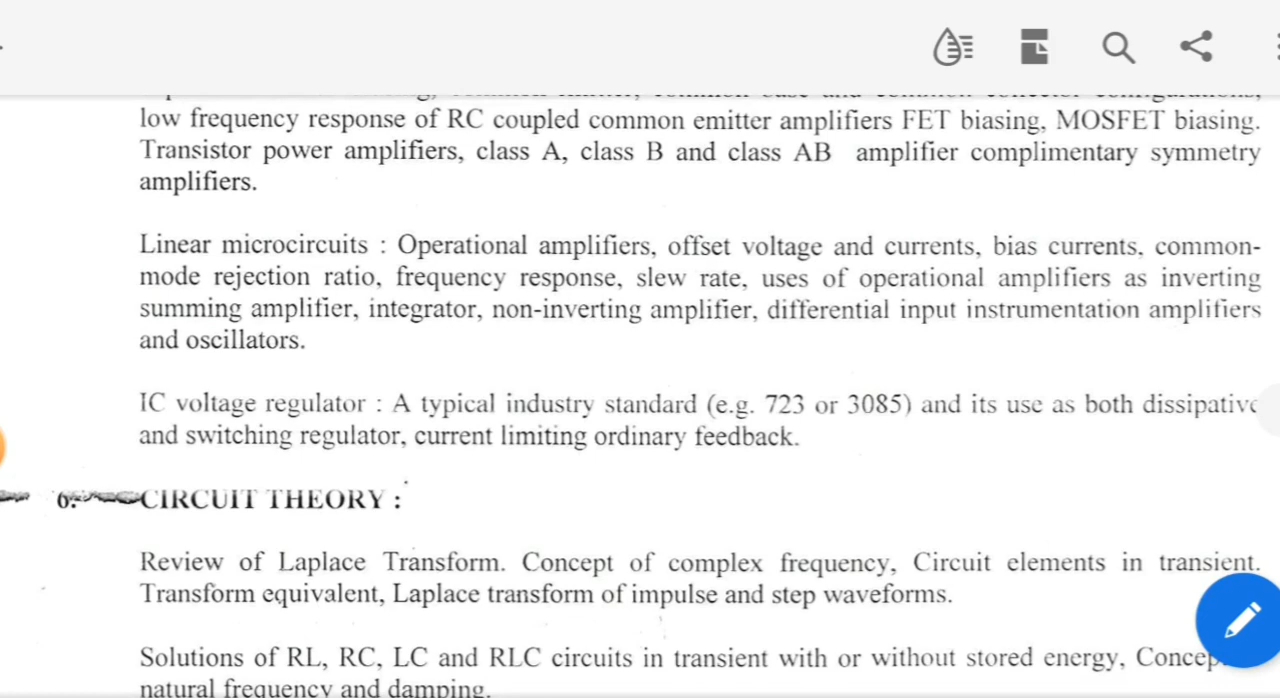 low frequency response of RC coupled common emitter amplifiers FET biasing, MOSFET biasing.
Transistor power amplifiers, class A, class B and class AB amplifier complimentary symmetry
amplifiers.
Linear microcircuits : Operational amplifiers, offset voltage and currents, bias currents, common-
mode rejection ratio, frequency response, slew rate, uses of operational amplifiers as inverting
summing amplifier, integrator, non-inverting amplifier, differential input instrumentation amplifiers
and oscillators.
IC voltage regulator : A typical industry standard (e.g. 723 or 3085) and its use as both dissipative
and switching regulator, current limiting ordinary feedback.
6. CIRCUIT THEORY :
Review of Laplace Transform. Concept of complex frequency, Circuit elements in transient.
Transform equivalent, Laplace transform of impulse and step waveforms.
Solutions of RL, RC, LC and RLC circuits in transient with or without stored energy,
natural frequency and damping.